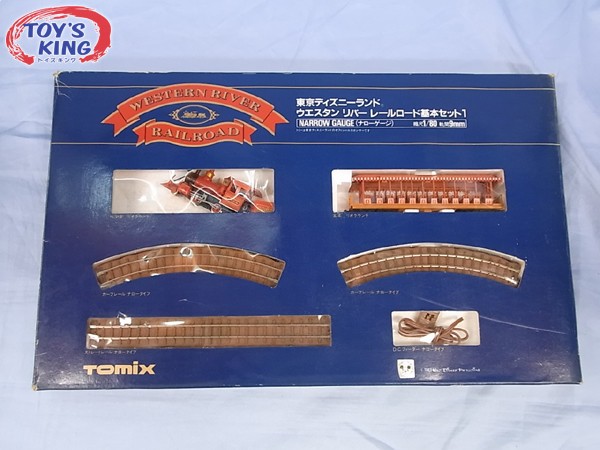 TOY'S
KING
トイズキング
WESTERN RIVER
RAILROAD
東京ディズニーランド
ウエスタン リバー レールロード基本セット1
NARROW GAUGE (ナローゲージ) 縮尺1/80 軌間9mm
カーブレール ナロータイプ
ストレートレール ナロータイプ
D.C.フィーダー ナロータイプ
TOMIX